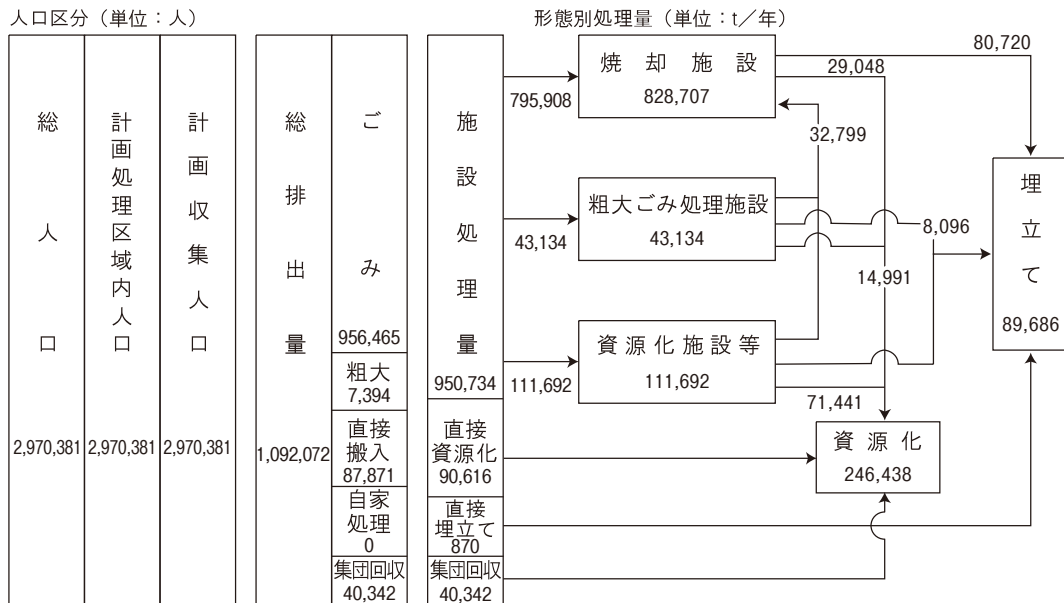 人口区分（単位：人）
総人口
2,970,381
計画処理区域内人口
2,970,381
計画収集人口
2,970,381
総排出量
1,092,072
ごみ
956,465
粗大
7,394
直接
搬入
87,871
自家
処理
0
集団回収
40,342
形態別処理量（単位：t／年）
施設処理量
950,734
直接
資源化
90,616
直接
埋立て
870
集団回収
40,342
795,908
43,134
111,692
焼却施設
828,707
粗大ごみ処理施設
43,134
資源化施設等
111,692
80,720
29,048
32,799
8,096
14,991
71,441
埋立て
89,686
資源化
246,438